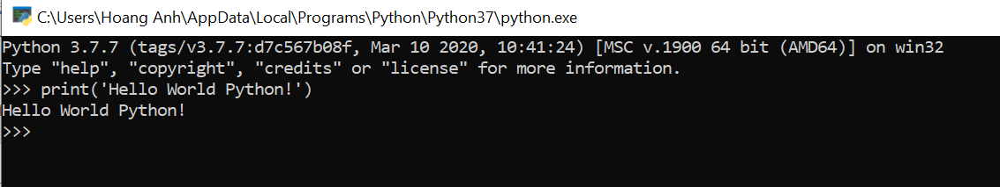 C:\Users\Hoang Anh\AppData\Local\Programs\Python\Python37\python.exe
Python 3.7.7 (tags/v3.7.7:d7c567b08f, Mar 10 2020, 10:41:24) [MSC v.1900 64 bit (AMD64)] on win32
Type "help", "copyright", "credits" or "license" for more information.
>>> print('Hello World Python!')
Hello World Python!
>>>